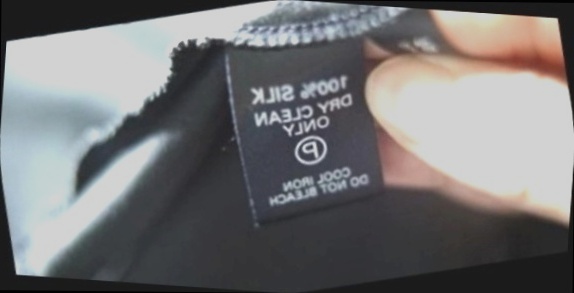 100% SILK
DRY CLEAN
ONLY
P
COOL IRON
DO NOT BLEACH